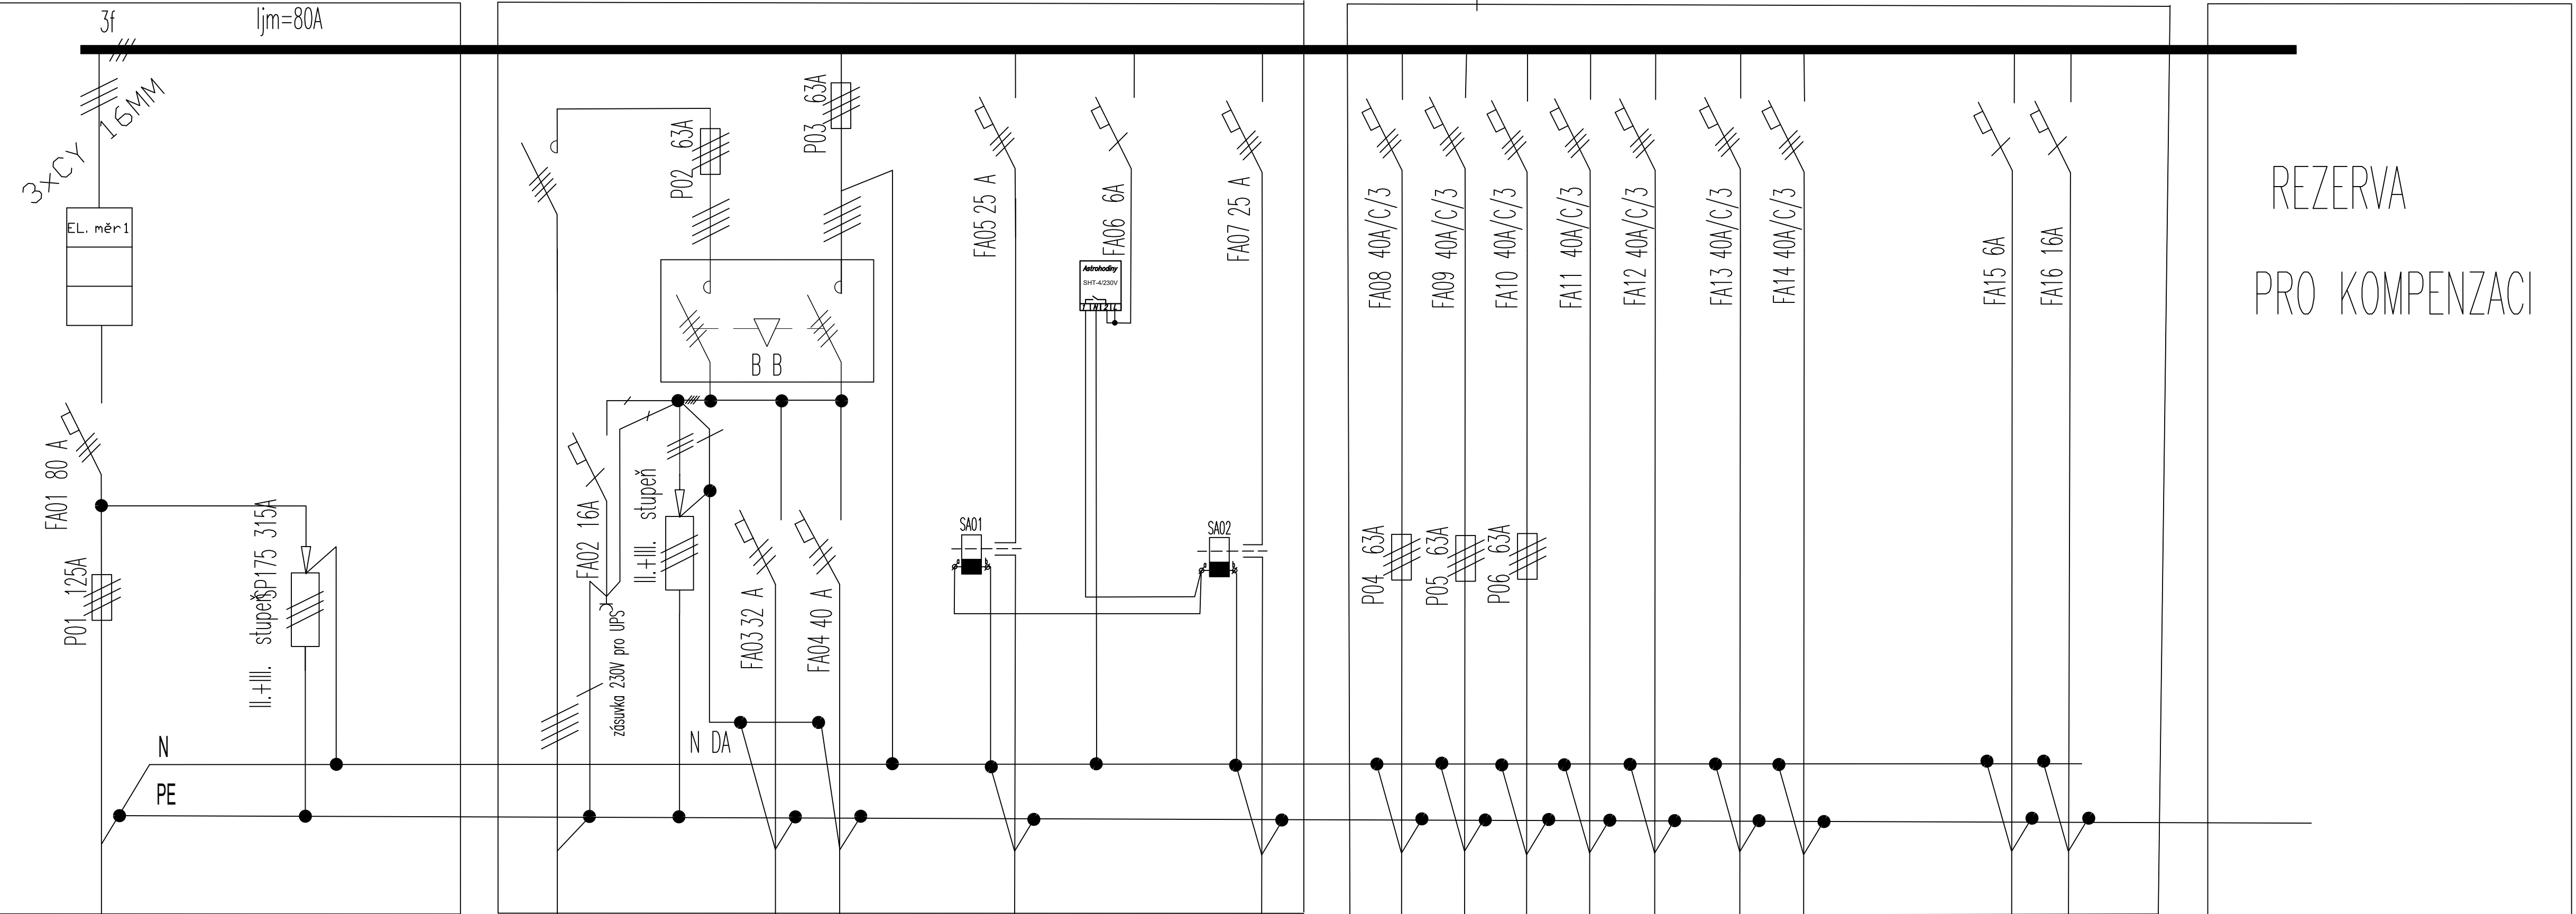 3f
Ijm=80A
3xCY 16MM
EL. měr1
FA01 80 A
P01 125A
II.+III. stupeň
SP175 315A
N
PE
P02 63A
P03 63A
B B
FA02 16A
zásuvka 230V pro UPS
II.+III. stupeň
FA03 32 A
FA04 40 A
N DA
FA05 25 A
FA06 6A
Astrohodiny
SHT-4/230V
FA07 25 A
SA01
SA02
FA08 40A/C/3
FA09 40A/C/3
FA10 40A/C/3
FA11 40A/C/3
FA12 40A/C/3
FA13 40A/C/3
FA14 40A/C/3
P04 63A
P05 63A
P06 63A
FA15 6A
FA16 16A
REZERVA
PRO KOMPENZACI